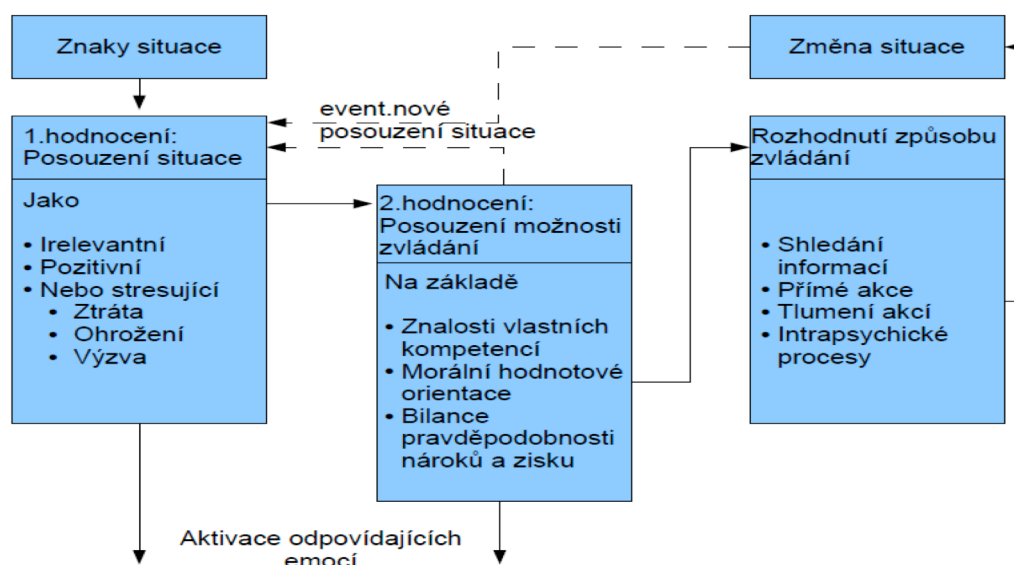 Znaky situace
Změna situace
event.nové
posouzení situace
1.hodnocení:
Posouzení situace
Jako
• Irelevantní
• Pozitivní
• Nebo stresující
• Ztráta
• Ohrožení
• Výzva
2.hodnocení:
Posouzení možnosti
zvládání
Na základě
• Znalosti vlastních
kompetencí
• Morální hodnotové
orientace
• Bilance
pravděpodobnosti
nároků a zisku
Rozhodnutí způsobu
zvládání
• Shledání
informací
• Přímé akce
• Tlumení akcí
• Intrapsychické
procesy
Aktivace odpovídajících
emocí